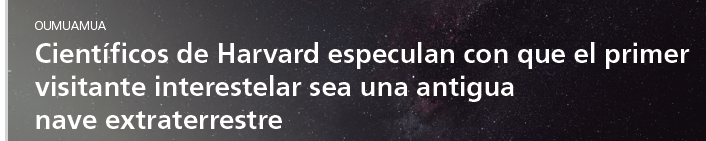 OUMUAMUA
Científicos de Harvard especulan con que el primer
visitante interestelar sea una antigua
nave extraterrestre